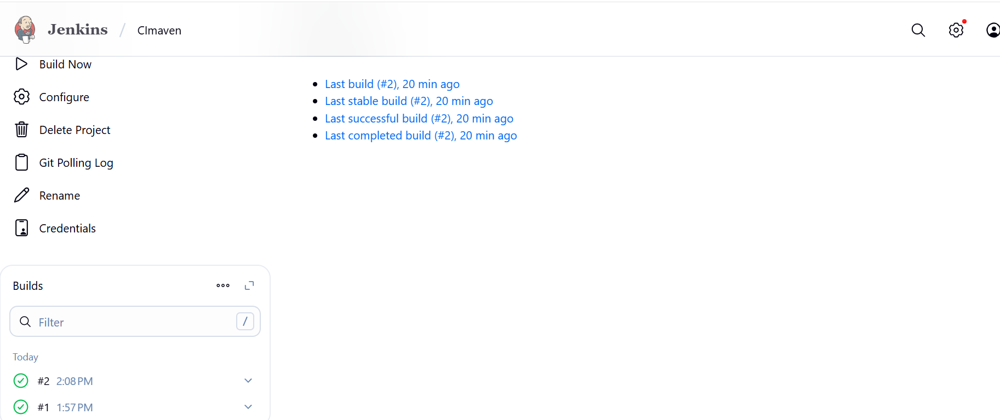 Jenkins / CImaven
Build Now
Configure
Delete Project
Git Polling Log
Rename
Credentials
Last build (#2), 20 min ago
Last stable build (#2), 20 min ago
Last successful build (#2), 20 min ago
Last completed build (#2), 20 min ago
Builds
Filter /
Today
#2 2:08 PM
#1 1:57 PM